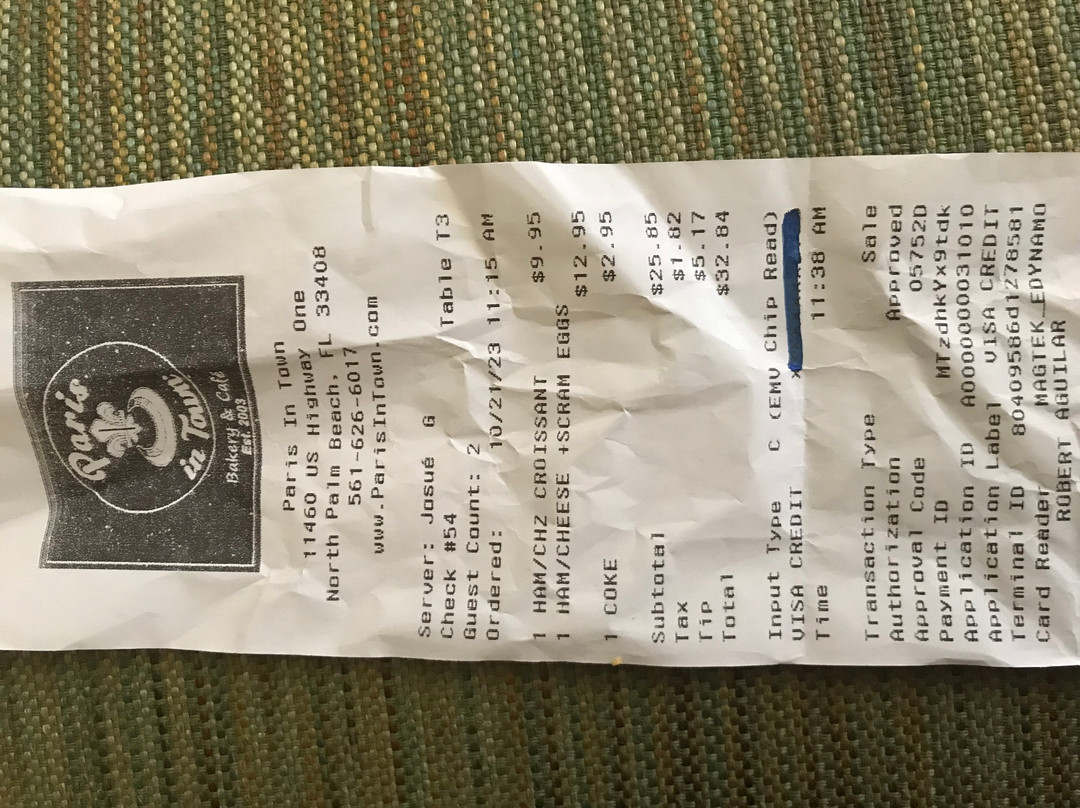 Paris
in Town
Bakery & Café
Est. 2003
Paris In Town
11460 US Highway One
North Palm Beach, FL 33408
561-626-6017
www.ParisInTown.com
Server: Josué G
Check #54 Table T3
Guest Count: 2
Ordered: 10/21/23 11:15 AM
1 HAM/CHZ CROISSANT $9.95
1 HAM/CHEESE +SCRAM EGGS $12.95
1 COKE $2.95
Subtotal $25.85
Tax $1.82
Tip $5.17
Total $32.84
Input Type C (EMV Chip Read)
VISA CREDIT
Time 11:38 AM
Transaction Type Sale
Authorization Approved
Approval Code 05752D
Payment ID MTzdhkYx9tdk
Application ID A0000000031010
Application Label VISA CREDIT
Terminal ID 80409586d1278581
Card Reader MAGTEK_EDYNAMO
ROBERT AGUILAR